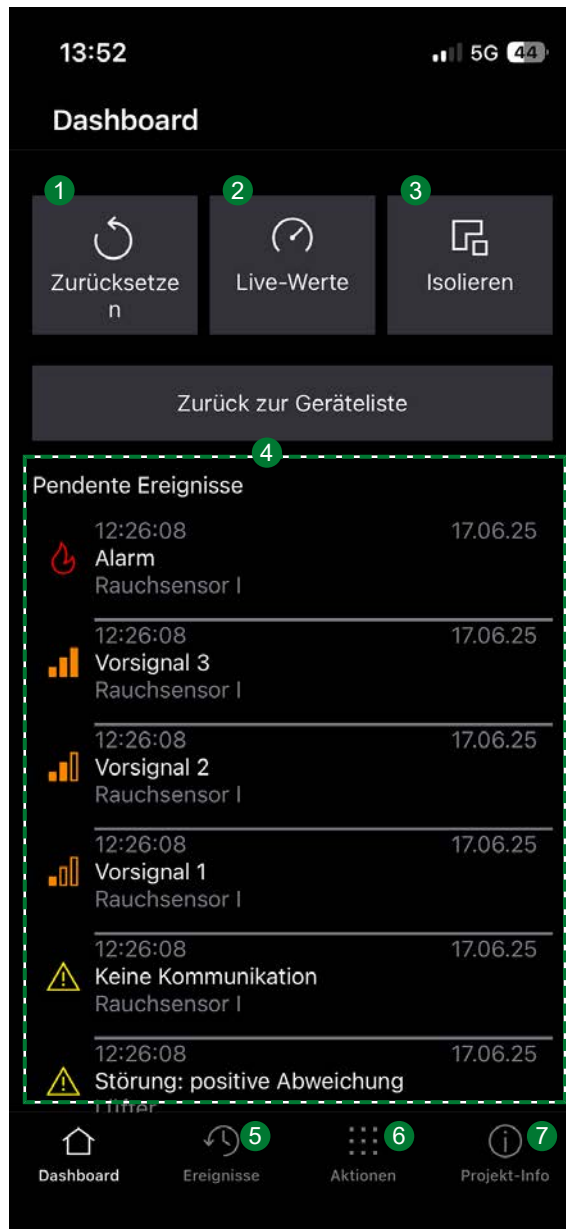 13:52
5G 44
Dashboard
1
2
3
Zurücksetze
n
Live-Werte
Isolieren
Zurück zur Geräteliste
4
Pendente Ereignisse
12:26:08 17.06.25
Alarm
Rauchsensor I
12:26:08 17.06.25
Vorsignal 3
Rauchsensor I
12:26:08 17.06.25
Vorsignal 2
Rauchsensor I
12:26:08 17.06.25
Vorsignal 1
Rauchsensor I
12:26:08 17.06.25
Keine Kommunikation
Rauchsensor I
12:26:08 17.06.25
Störung: positive Abweichung
Lüfter
5
6
7
Dashboard
Ereignisse
Aktionen
Projekt-Info